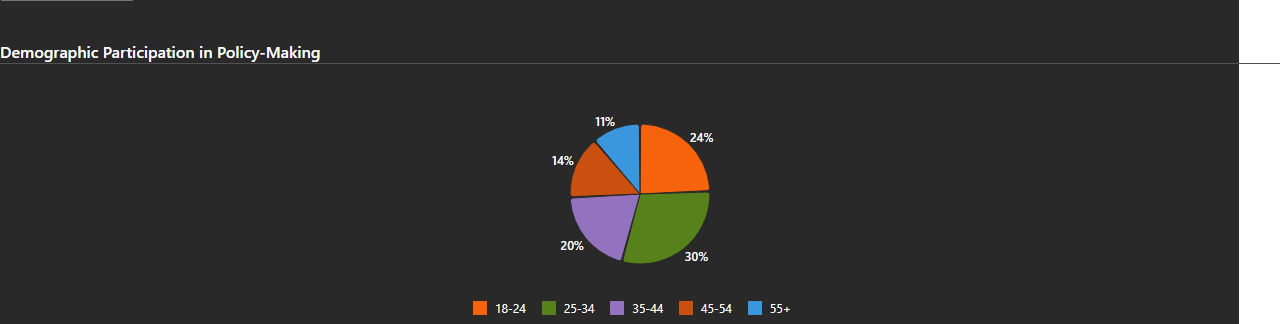 Demographic Participation in Policy-Making
11%
24%
14%
20%
30%
18-24 25-34 35-44 45-54 55+